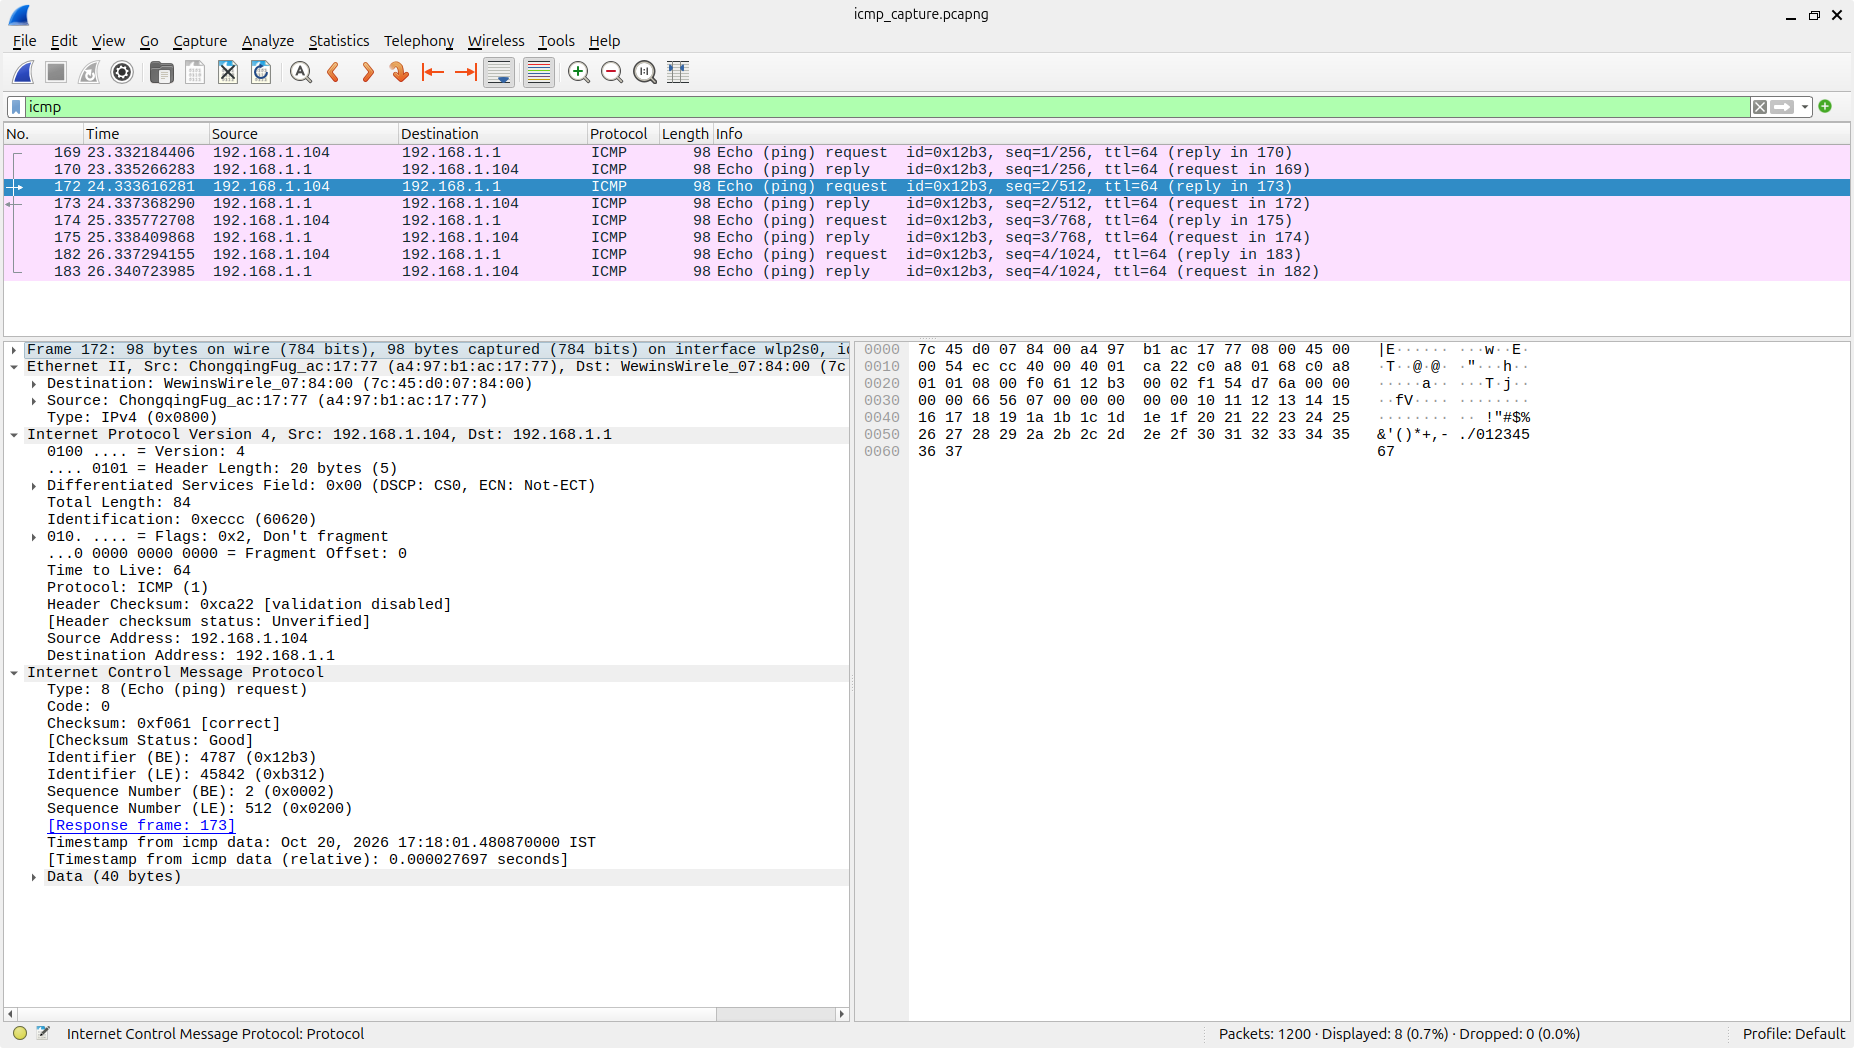 icmp_capture.pcapng
File Edit View Go Capture Analyze Statistics Telephony Wireless Tools Help
icmp
No. Time Source Destination Protocol Length Info
169 23.332184406 192.168.1.104 192.168.1.1 ICMP 98 Echo (ping) request id=0x12b3, seq=1/256, ttl=64 (reply in 170)
170 23.335266283 192.168.1.1 192.168.1.104 ICMP 98 Echo (ping) reply id=0x12b3, seq=1/256, ttl=64 (request in 169)
172 24.333616281 192.168.1.104 192.168.1.1 ICMP 98 Echo (ping) request id=0x12b3, seq=2/512, ttl=64 (reply in 173)
173 24.337368290 192.168.1.1 192.168.1.104 ICMP 98 Echo (ping) reply id=0x12b3, seq=2/512, ttl=64 (request in 172)
174 25.335772708 192.168.1.104 192.168.1.1 ICMP 98 Echo (ping) request id=0x12b3, seq=3/768, ttl=64 (reply in 175)
175 25.338409868 192.168.1.1 192.168.1.104 ICMP 98 Echo (ping) reply id=0x12b3, seq=3/768, ttl=64 (request in 174)
182 26.337294155 192.168.1.104 192.168.1.1 ICMP 98 Echo (ping) request id=0x12b3, seq=4/1024, ttl=64 (reply in 183)
183 26.340723985 192.168.1.1 192.168.1.104 ICMP 98 Echo (ping) reply id=0x12b3, seq=4/1024, ttl=64 (request in 182)
Frame 172: 98 bytes on wire (784 bits), 98 bytes captured (784 bits) on interface wlp2s0, i
Ethernet II, Src: ChongqingFug_ac:17:77 (a4:97:b1:ac:17:77), Dst: WewinsWirele_07:84:00 (7c
Destination: WewinsWirele_07:84:00 (7c:45:d0:07:84:00)
Source: ChongqingFug_ac:17:77 (a4:97:b1:ac:17:77)
Type: IPv4 (0x0800)
Internet Protocol Version 4, Src: 192.168.1.104, Dst: 192.168.1.1
0100 .... = Version: 4
.... 0101 = Header Length: 20 bytes (5)
Differentiated Services Field: 0x00 (DSCP: CS0, ECN: Not-ECT)
Total Length: 84
Identification: 0xeccc (60620)
010. .... = Flags: 0x2, Don't fragment
...0 0000 0000 0000 = Fragment Offset: 0
Time to Live: 64
Protocol: ICMP (1)
Header Checksum: 0xca22 [validation disabled]
[Header checksum status: Unverified]
Source Address: 192.168.1.104
Destination Address: 192.168.1.1
Internet Control Message Protocol
Type: 8 (Echo (ping) request)
Code: 0
Checksum: 0xf061 [correct]
[Checksum Status: Good]
Identifier (BE): 4787 (0x12b3)
Identifier (LE): 45842 (0xb312)
Sequence Number (BE): 2 (0x0002)
Sequence Number (LE): 512 (0x0200)
[Response frame: 173]
Timestamp from icmp data: Oct 20, 2026 17:18:01.480870000 IST
[Timestamp from icmp data (relative): 0.000027697 seconds]
Data (40 bytes)
0000 7c 45 d0 07 84 00 a4 97 b1 ac 17 77 08 00 45 00 |E······ ···w··E·
0010 00 54 ec cc 40 00 40 01 ca 22 c0 a8 01 68 c0 a8 ·T··@·@· ·"···h··
0020 01 01 08 00 f0 61 12 b3 00 02 f1 54 d7 6a 00 00 ·····a·· ···T·j··
0030 00 00 66 56 07 00 00 00 00 00 10 11 12 13 14 15 ··fV···· ········
0040 16 17 18 19 1a 1b 1c 1d 1e 1f 20 21 22 23 24 25 ········ ·· !"#$%
0050 26 27 28 29 2a 2b 2c 2d 2e 2f 30 31 32 33 34 35 &'()*+,- ./012345
0060 36 37 67
Internet Control Message Protocol: Protocol
Packets: 1200 · Displayed: 8 (0.7%) · Dropped: 0 (0.0%)
Profile: Default